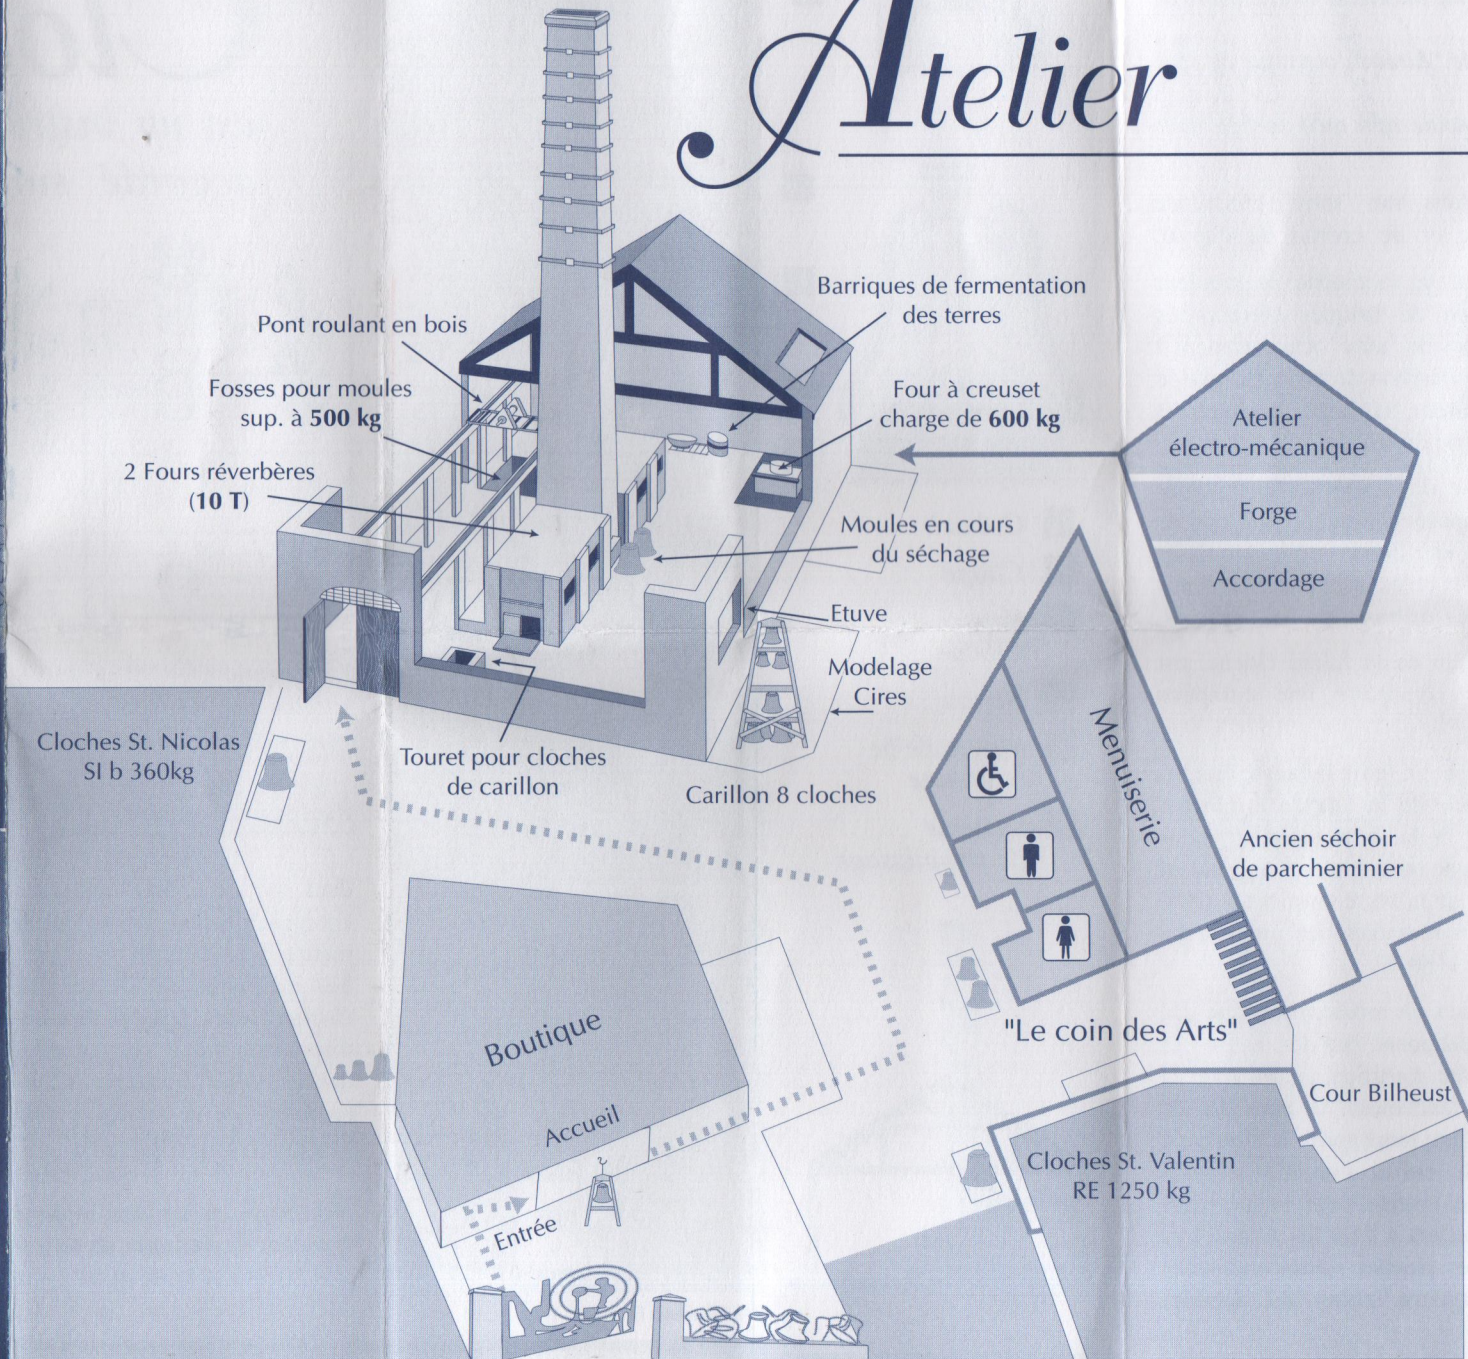 Atelier
Barriques de fermentation
des terres
Pont roulant en bois
Fosses pour moules
sup. à 500 kg
Four à creuset
charge de 600 kg
2 Fours réverbères
(10 T)
Atelier
électro-mécanique
Forge
Accordage
Moules en cours
du séchage
Etuve
Modelage
Cires
Menuiserie
Cloches St. Nicolas
SI b 360kg
Touret pour cloches
de carillon
Carillon 8 cloches
Ancien séchoir
de parcheminier
"Le coin des Arts"
Boutique
Accueil
Cour Bilheust
Cloches St. Valentin
RE 1250 kg
Entrée